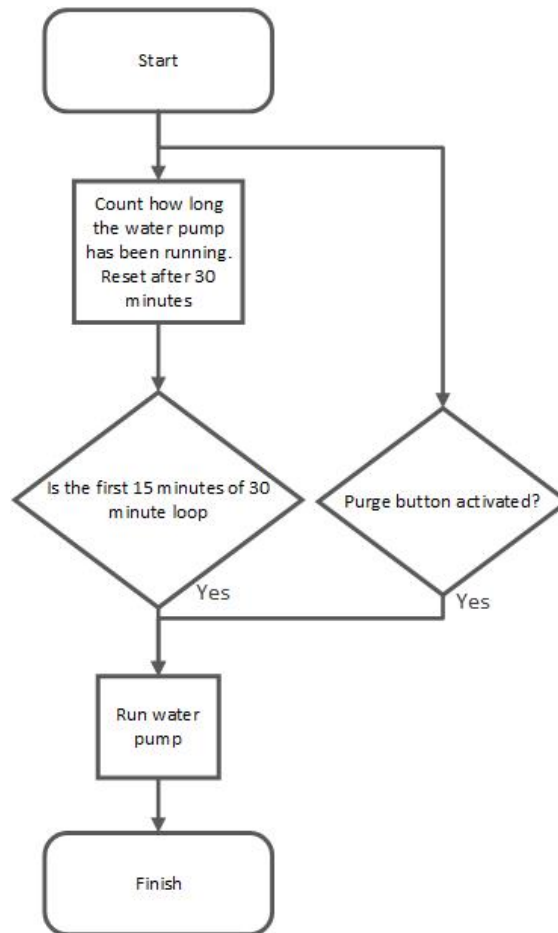 Start
Count how long
the water pump
has been running.
Reset after 30
minutes
Is the first 15 minutes of 30
minute loop
Purge button activated?
Yes
Yes
Run water
pump
Finish